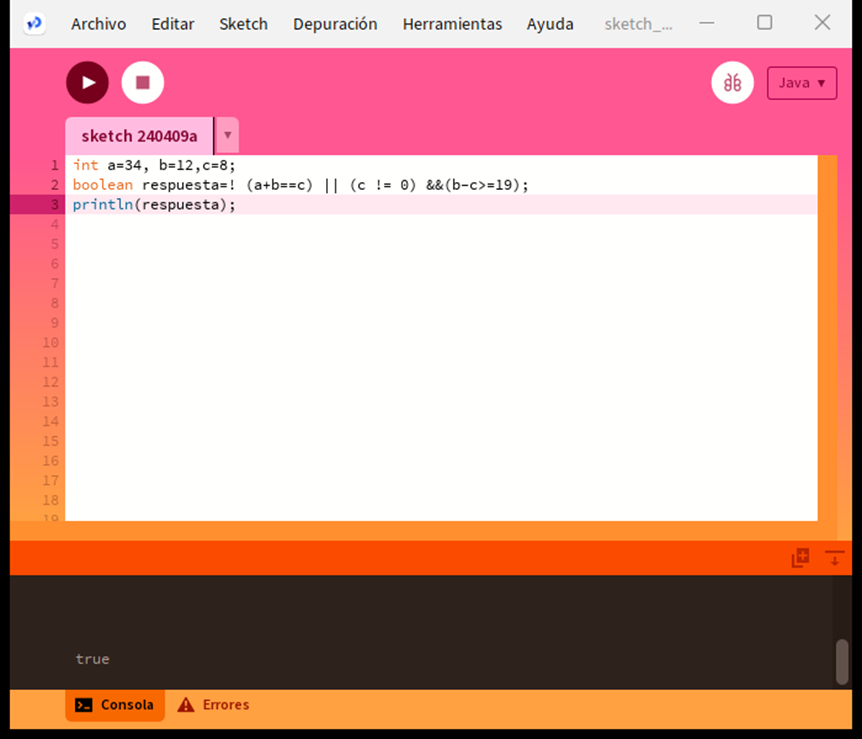 Archivo Editar Sketch Depuración Herramientas Ayuda sketch_...
Java
sketch 240409a
1 int a=34, b=12,c=8;
2 boolean respuesta=! (a+b==c) || (c != 0) &&(b-c>=19);
3 println(respuesta);
4
5
6
7
8
9
10
11
12
13
14
15
16
17
18
19
true
Consola Errores